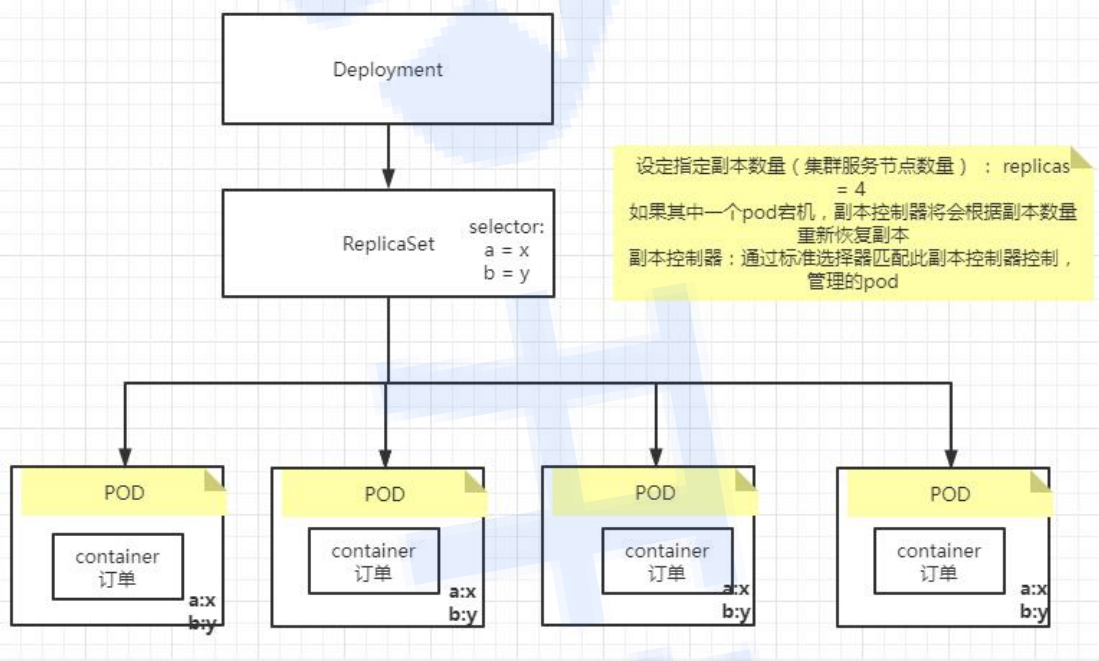 Deployment
ReplicaSet
selector:
a = x
b = y
设定指定副本数量（集群服务节点数量）：replicas
= 4
如果其中一个pod宕机，副本控制器将会根据副本数量
重新恢复副本
副本控制器：通过标准选择器匹配此副本控制器控制，
管理的pod
POD
container
订单
a:x
b:y
POD
container
订单
a:x
b:y
POD
container
订单
a:x
b:y
POD
container
订单
a:x
b:y